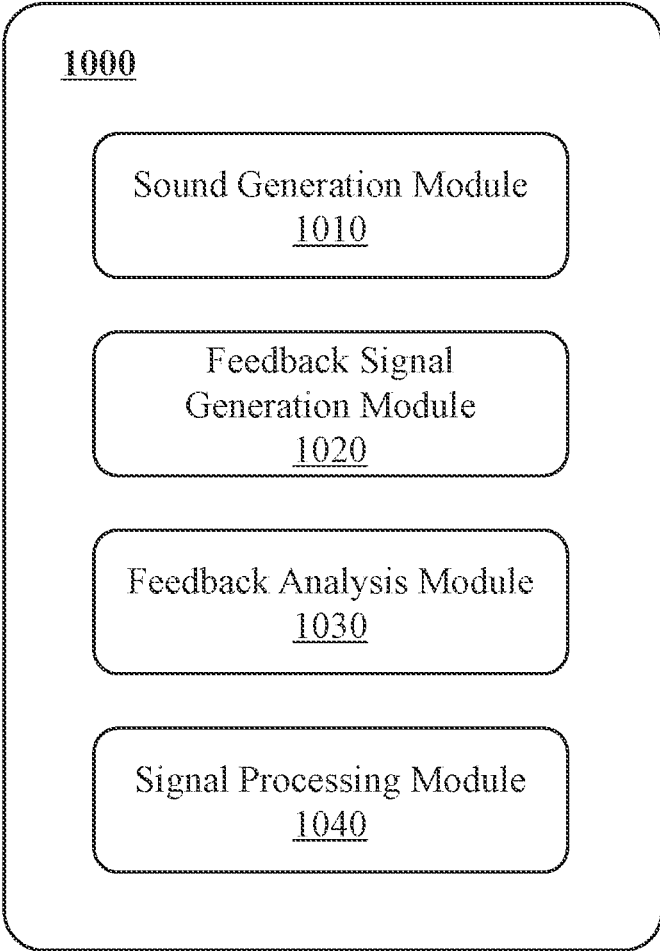 1000
Sound Generation Module
1010
Feedback Signal
Generation Module
1020
Feedback Analysis Module
1030
Signal Processing Module
1040